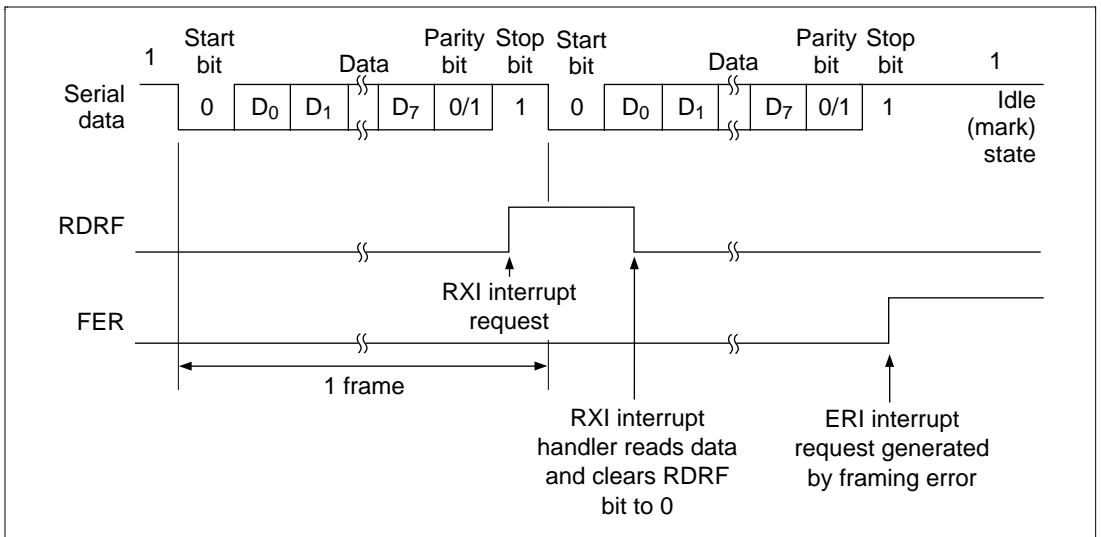 Start bit
Data
Parity bit
Stop bit
Start bit
Data
Parity bit
Stop bit
1
1
Serial data
0 D0 D1 D7 0/1 1 0 D0 D1 D7 0/1 1
Idle (mark) state
RDRF
RXI interrupt request
FER
1 frame
RXI interrupt handler reads data and clears RDRF bit to 0
ERI interrupt request generated by framing error